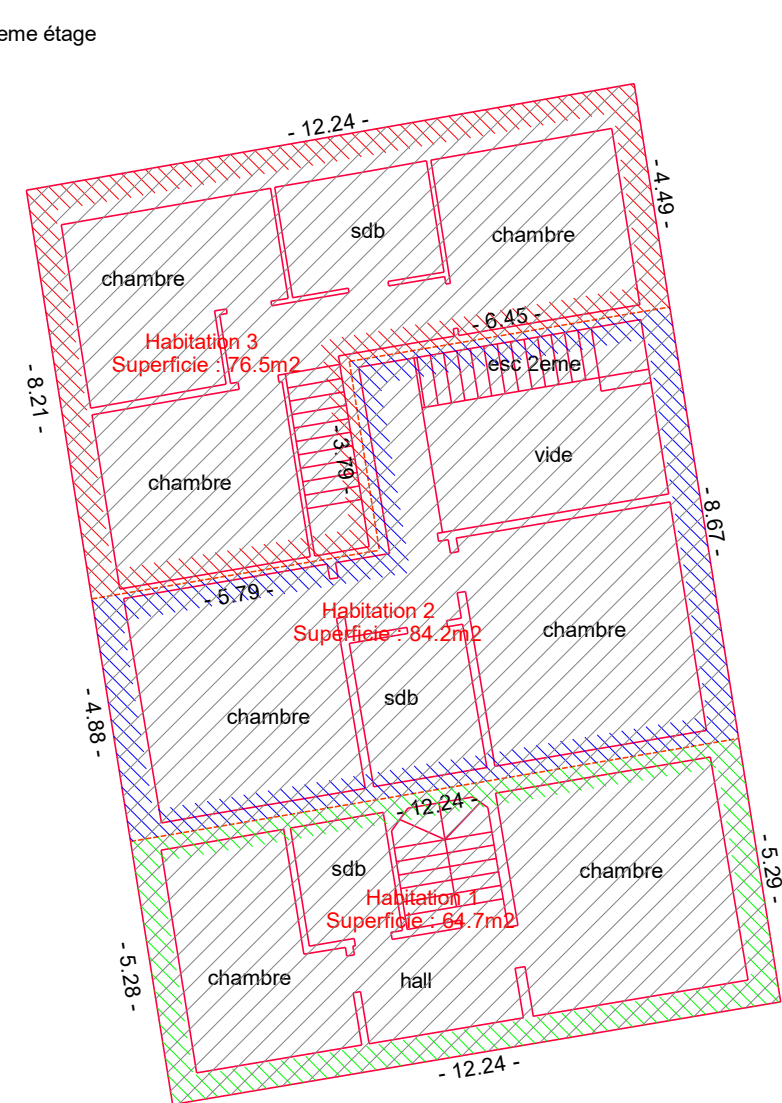 eme étage
- 12.24 -
- 4.49 -
sdb
chambre
chambre
- 6.45 -
Habitation 3
Superficie : 76.5m2
esc 2eme
- 8.21 -
- 3.79 -
vide
chambre
- 8.67 -
- 5.79 -
Habitation 2
Superficie : 84.2m2
chambre
sdb
chambre
- 4.88 -
- 12.24 -
sdb
chambre
- 5.29 -
Habitation 1
Superficie : 64.7m2
chambre
hall
- 5.28 -
- 12.24 -